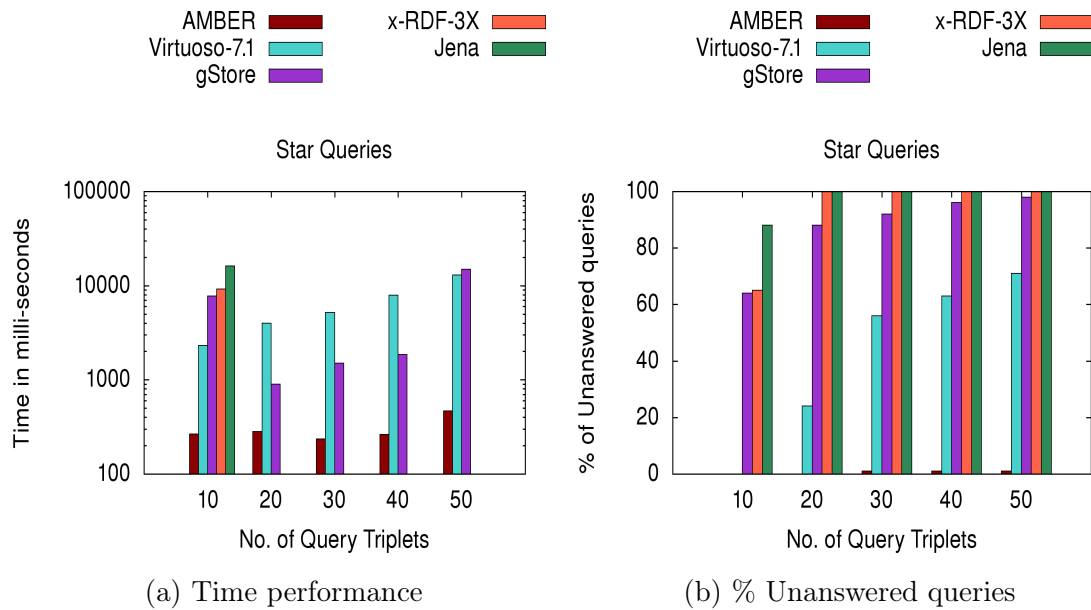 AMBER
Virtuoso-7.1
gStore
x-RDF-3X
Jena
Star Queries
Time in milli-seconds
100000
10000
1000
100
10 20 30 40 50
No. of Query Triplets
(a) Time performance
AMBER
Virtuoso-7.1
gStore
x-RDF-3X
Jena
Star Queries
% of Unanswered queries
100
80
60
40
20
0
10 20 30 40 50
No. of Query Triplets
(b) % Unanswered queries